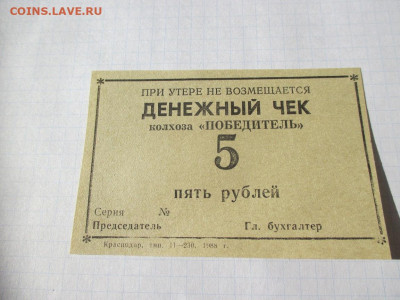 COINS.LAVE.RU
ПРИ УТЕРЕ НЕ ВОЗМЕЩАЕТСЯ
ДЕНЕЖНЫЙ ЧЕК
колхоза «ПОБЕДИТЕЛЬ»
5
пять рублей
Серия №
Председатель Гл. бухгалтер
Краснодар, тип. г.